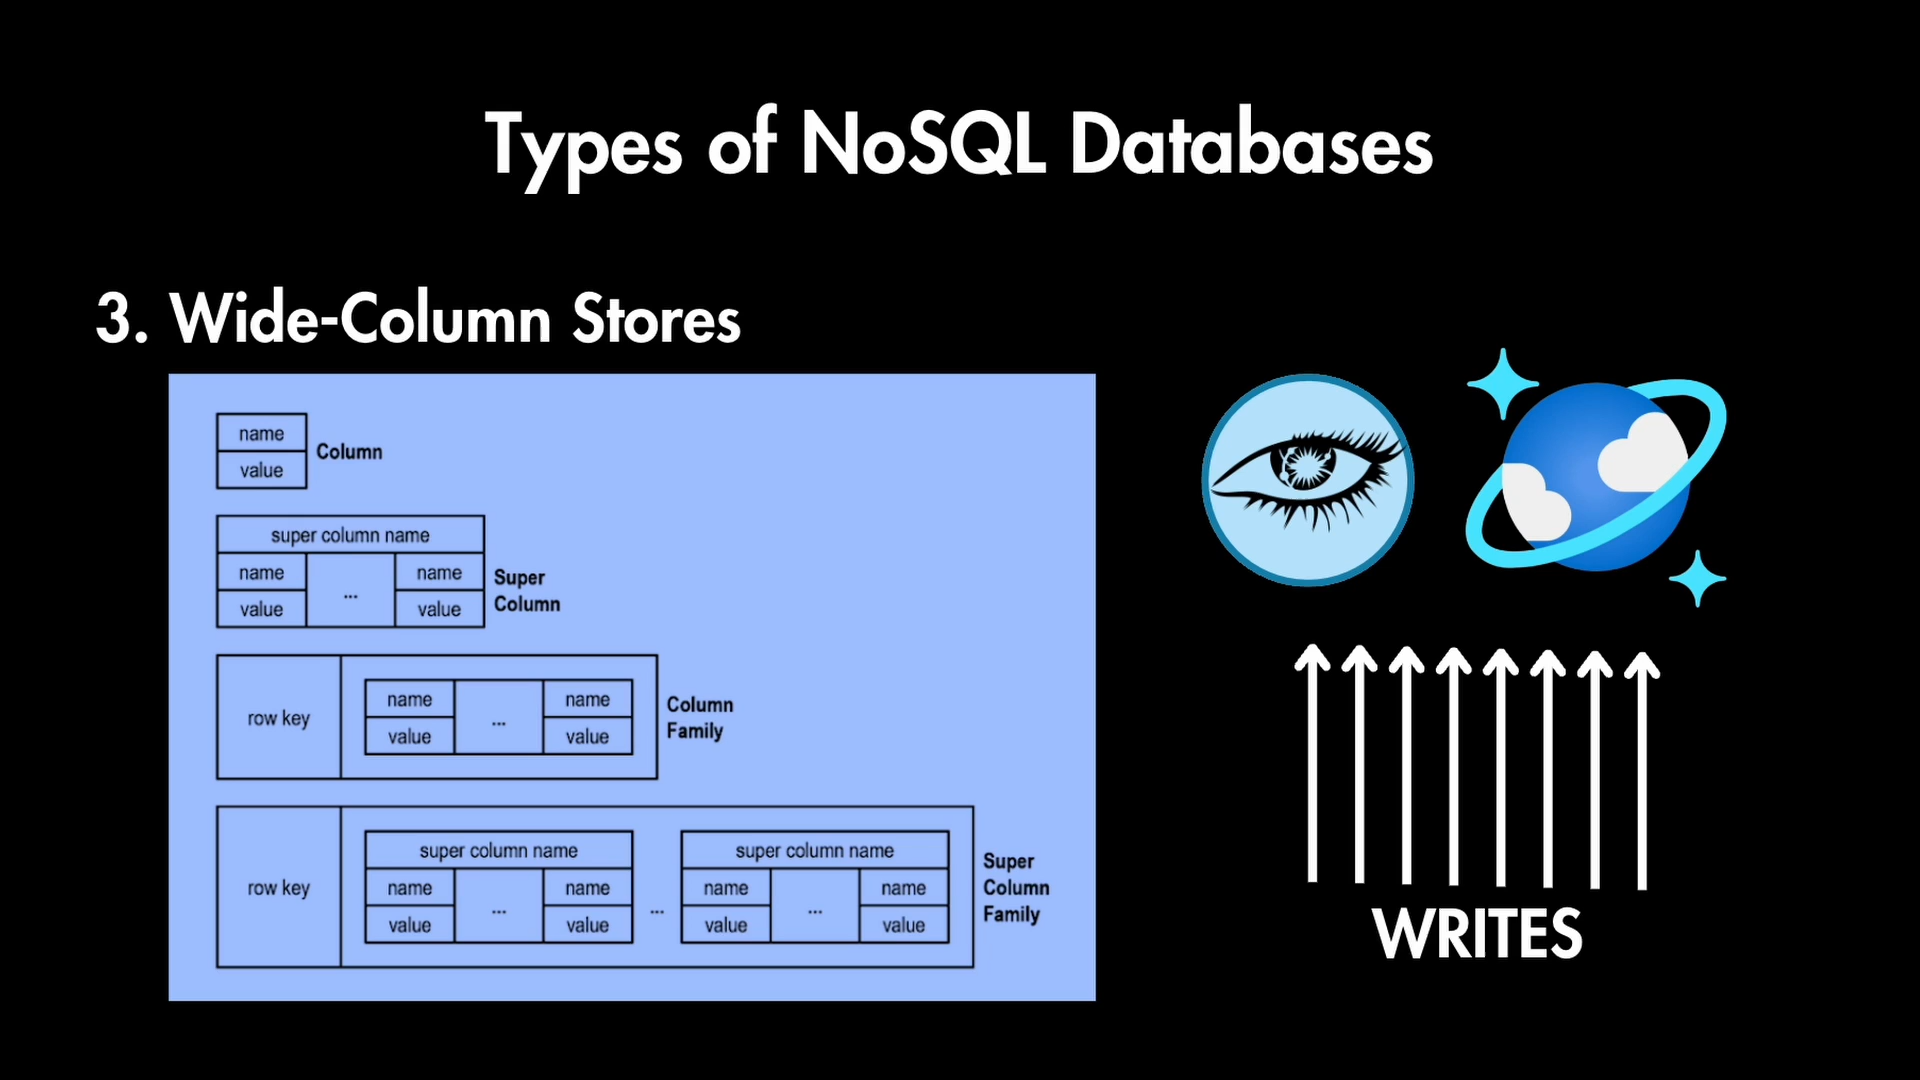 Types of NoSQL Databases
3. Wide-Column Stores
name
value
Column
super column name
name ... name
value value
Super
Column
row key
name ... name
value value
Column
Family
row key
super column name ... super column name
name ... name name ... name
value value value value
Super
Column
Family
WRITES